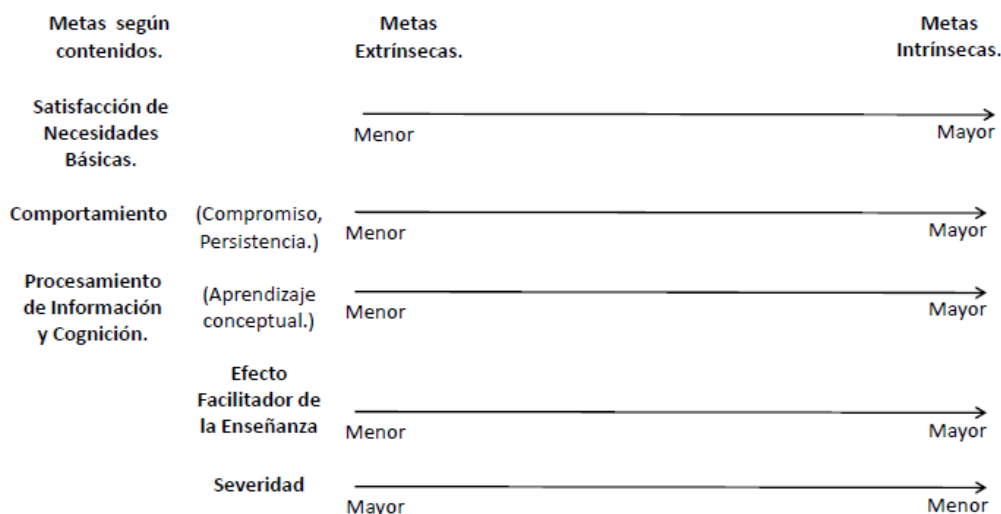 Metas según
contenidos.
Metas
Extrínsecas.
Metas
Intrínsecas.
Satisfacción de
Necesidades
Básicas.
Menor
Mayor
Comportamiento
(Compromiso,
Persistencia.)
Menor
Mayor
Procesamiento
de Información
y Cognición.
(Aprendizaje
conceptual.)
Menor
Mayor
Efecto
Facilitador de
la Enseñanza
Menor
Mayor
Severidad
Mayor
Menor